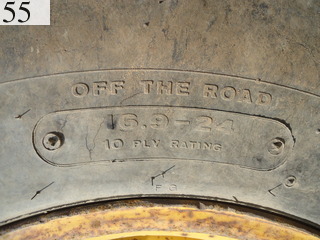 55
OFF THE ROAD
16.9-24
10 PLY RATING
F G